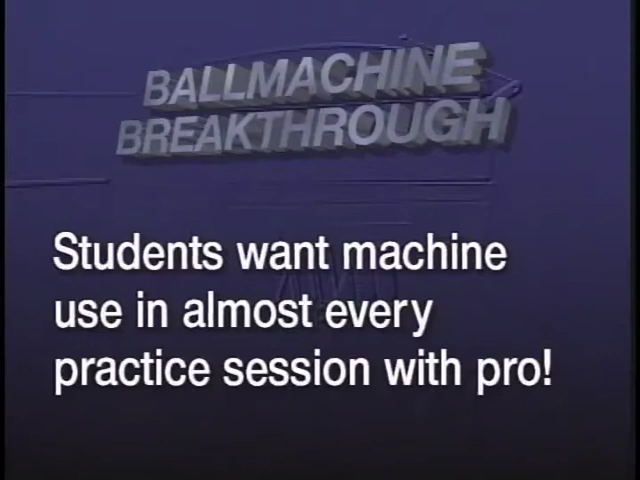 BALLMACHINE
BREAKTHROUGH
Students want machine
use in almost every
practice session with pro!